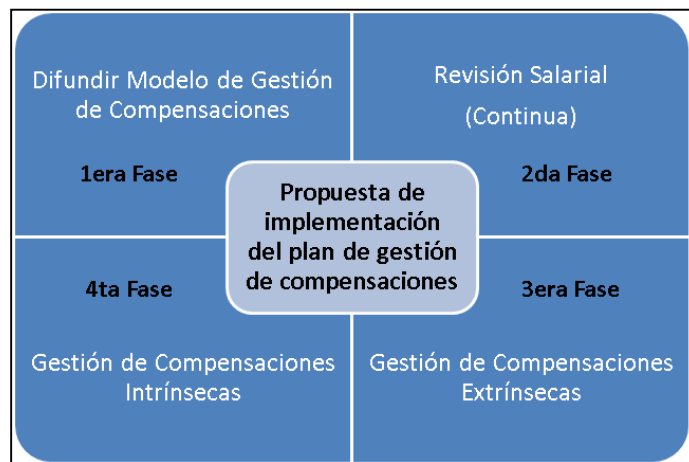 Difundir Modelo de Gestión
de Compensaciones
1era Fase
Revisión Salarial
(Continua)
2da Fase
Propuesta de
implementación
del plan de gestión
de compensaciones
4ta Fase
Gestión de Compensaciones
Intrínsecas
3era Fase
Gestión de Compensaciones
Extrínsecas